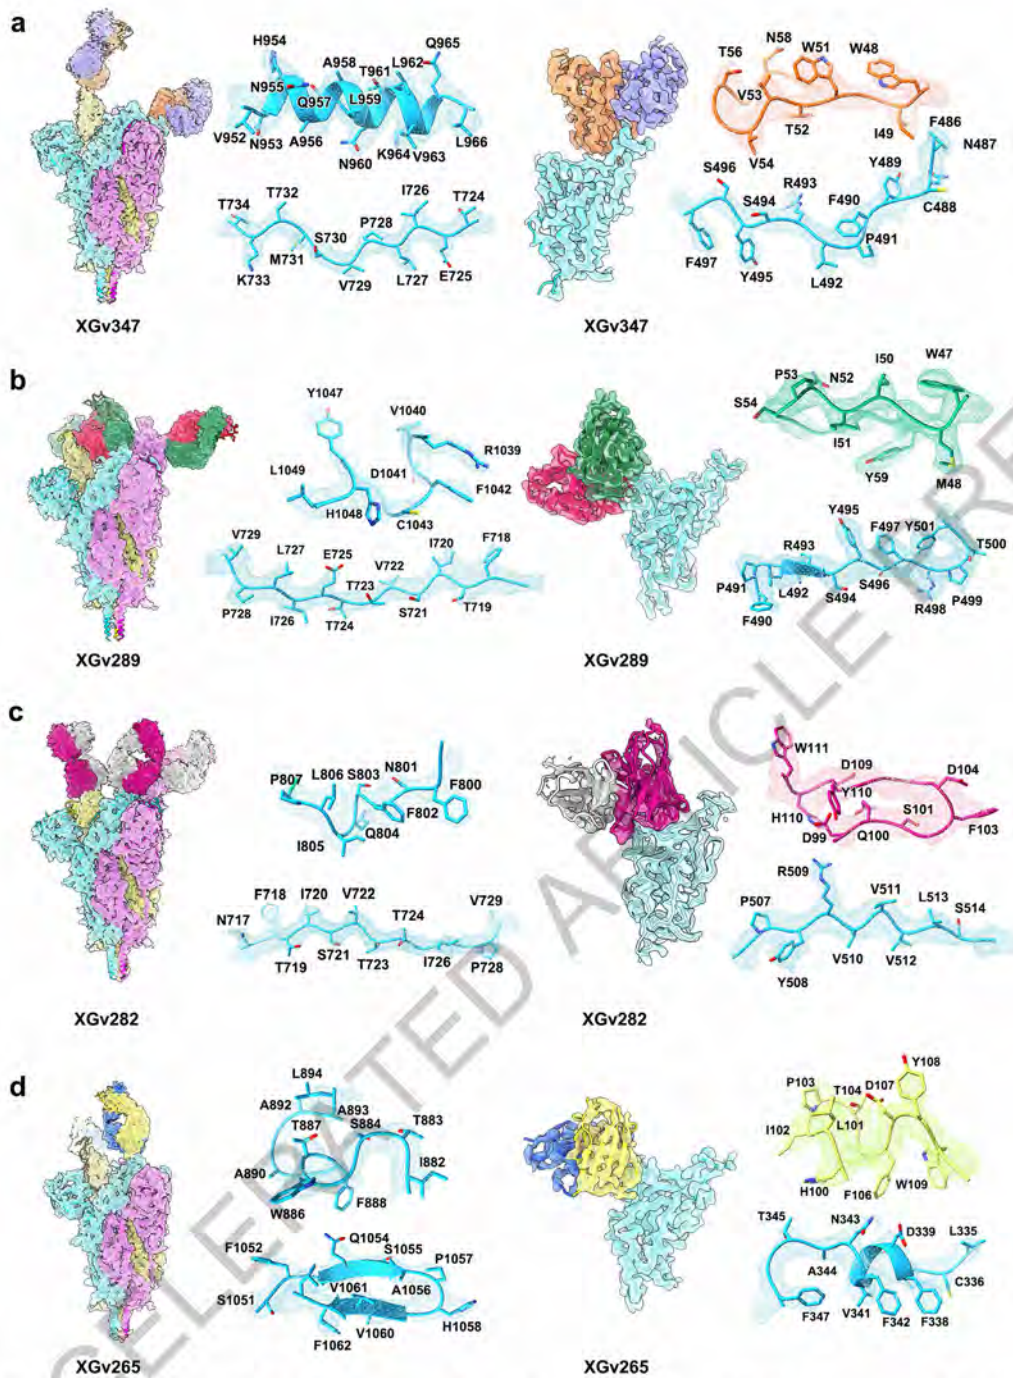 a
H954
N955
Q957
A958
L959
T961
L962
Q965
V952
N953
A956
N960
K964
V963
L966
T734
T732
S730
P728
I726
T724
K733
M731
V729
L727
E725
T56
N58
W51
W48
V53
T52
V54
I49
F486
N487
S496
S494
R493
F490
Y489
C488
P491
F497
Y495
L492
XGv347
XGv347
b
Y1047
V1040
R1039
L1049
D1041
F1042
H1048
C1043
V729
L727
E725
T723
V722
I720
F718
P728
I726
T724
S721
T719
P53
N52
I50
W47
S54
I51
Y59
M48
Y495
F497
Y501
T500
R493
P491
L492
S494
S496
R498
P499
F490
XGv289
XGv289
c
P807
L806
S803
N801
F800
F802
Q804
I805
N717
F718
I720
V722
T724
V729
T719
S721
T723
I726
P728
W111
D109
D104
Y110
S101
H110
D99
Q100
F103
R509
P507
V511
L513
S514
Y508
V510
V512
XGv282
XGv282
d
L894
A892
A893
T887
S884
T883
A890
I882
W886
F888
Q1054
F1052
S1055
P1057
V1061
A1056
S1051
V1060
H1058
F1062
P103
T104
D107
Y108
I102
L101
H100
F106
W109
T345
N343
D339
L335
A344
C336
F347
V341
F342
F338
XGv265
XGv265